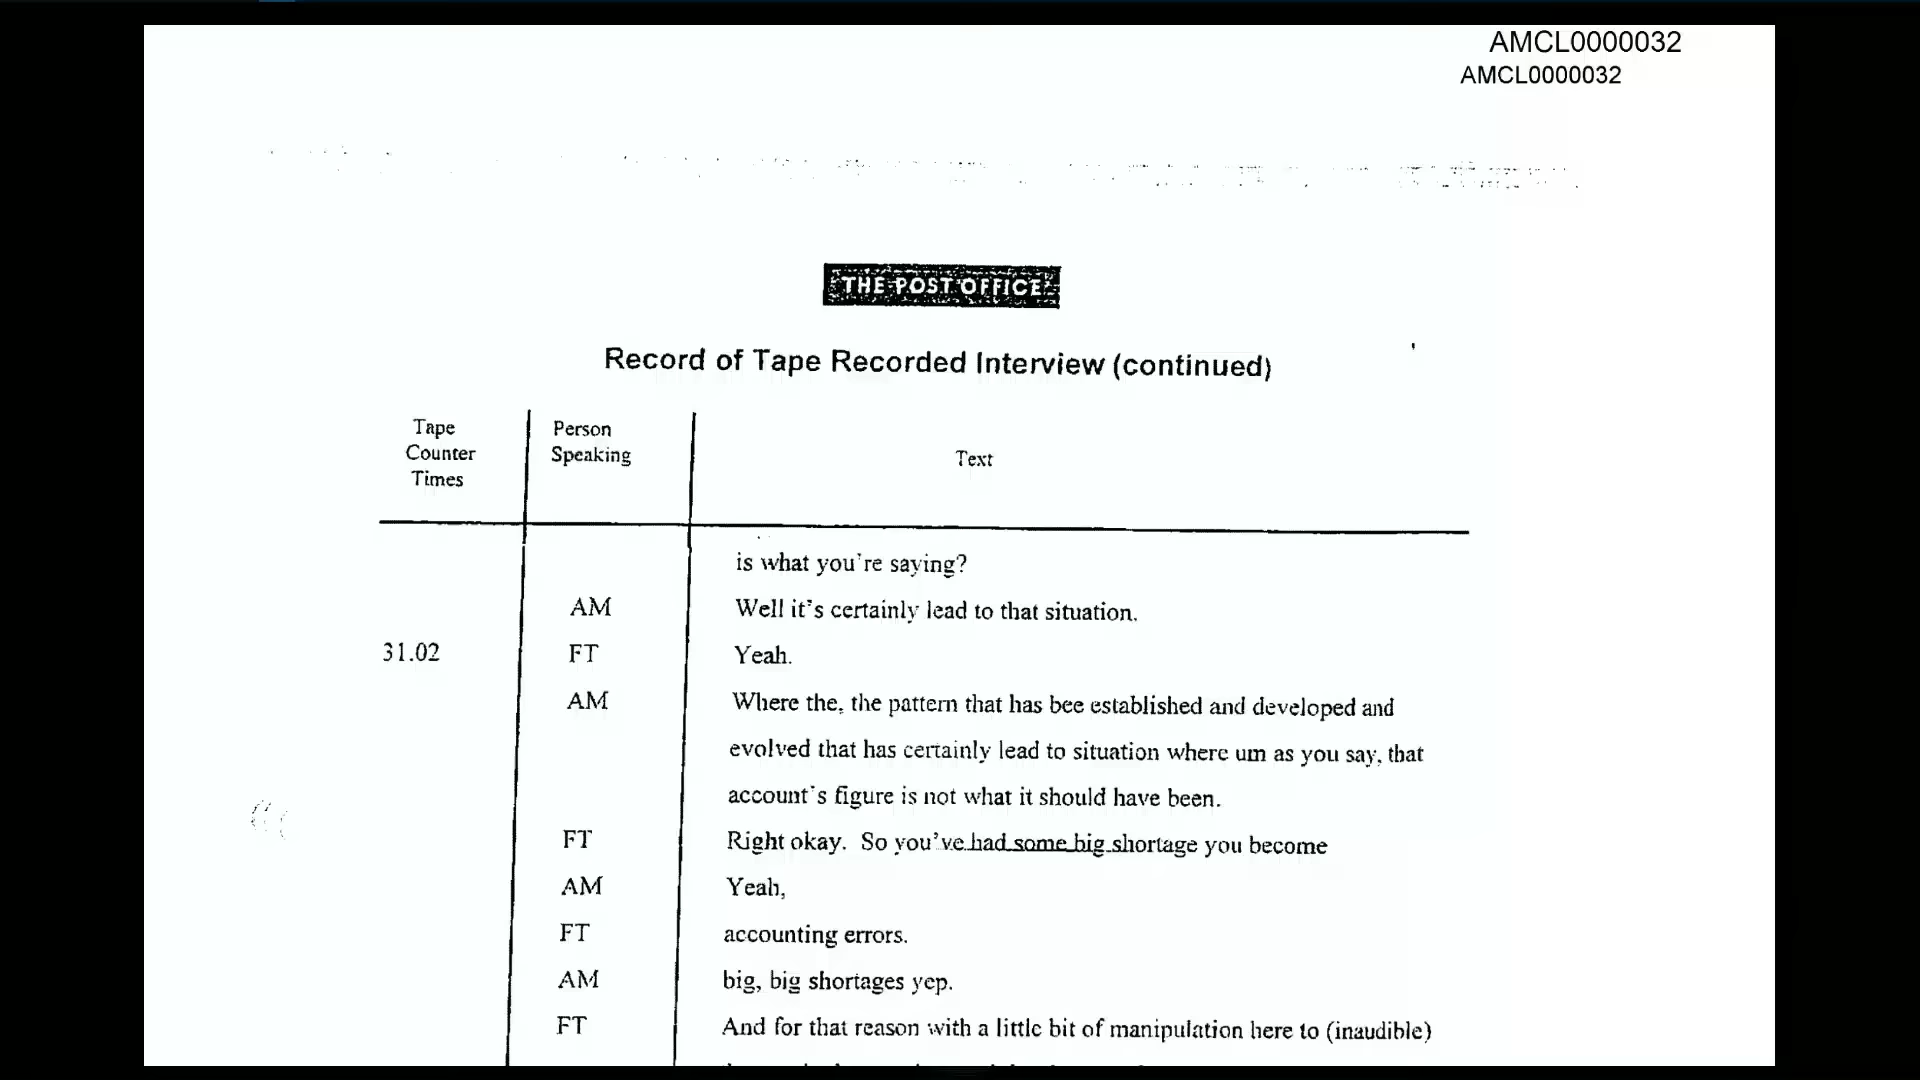 AMCL0000032
AMCL0000032
THE POST OFFICE
Record of Tape Recorded Interview (continued)
Tape Counter Times
Person Speaking
Text
is what you're saying?
AM Well it's certainly lead to that situation.
31.02 FT Yeah.
AM Where the, the pattern that has bee established and developed and
evolved that has certainly lead to situation where um as you say, that
account's figure is not what it should have been.
FT Right okay. So you've had some big shortage you become
AM Yeah,
FT accounting errors.
AM big, big shortages yep.
FT And for that reason with a little bit of manipulation here to (inaudible)